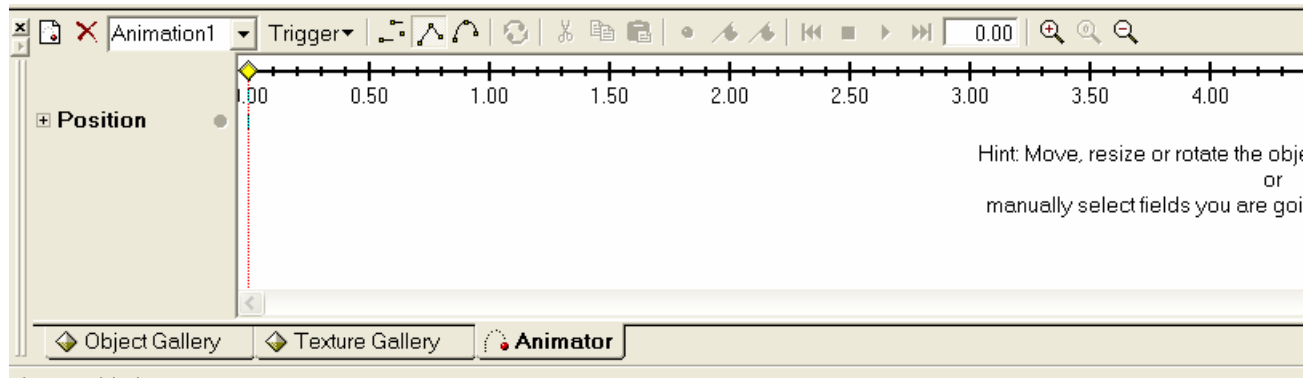 Animation1 Trigger 0.00
.00 0.50 1.00 1.50 2.00 2.50 3.00 3.50 4.00
Position
Hint: Move, resize or rotate the obje
or
manually select fields you are goi
Object Gallery Texture Gallery Animator